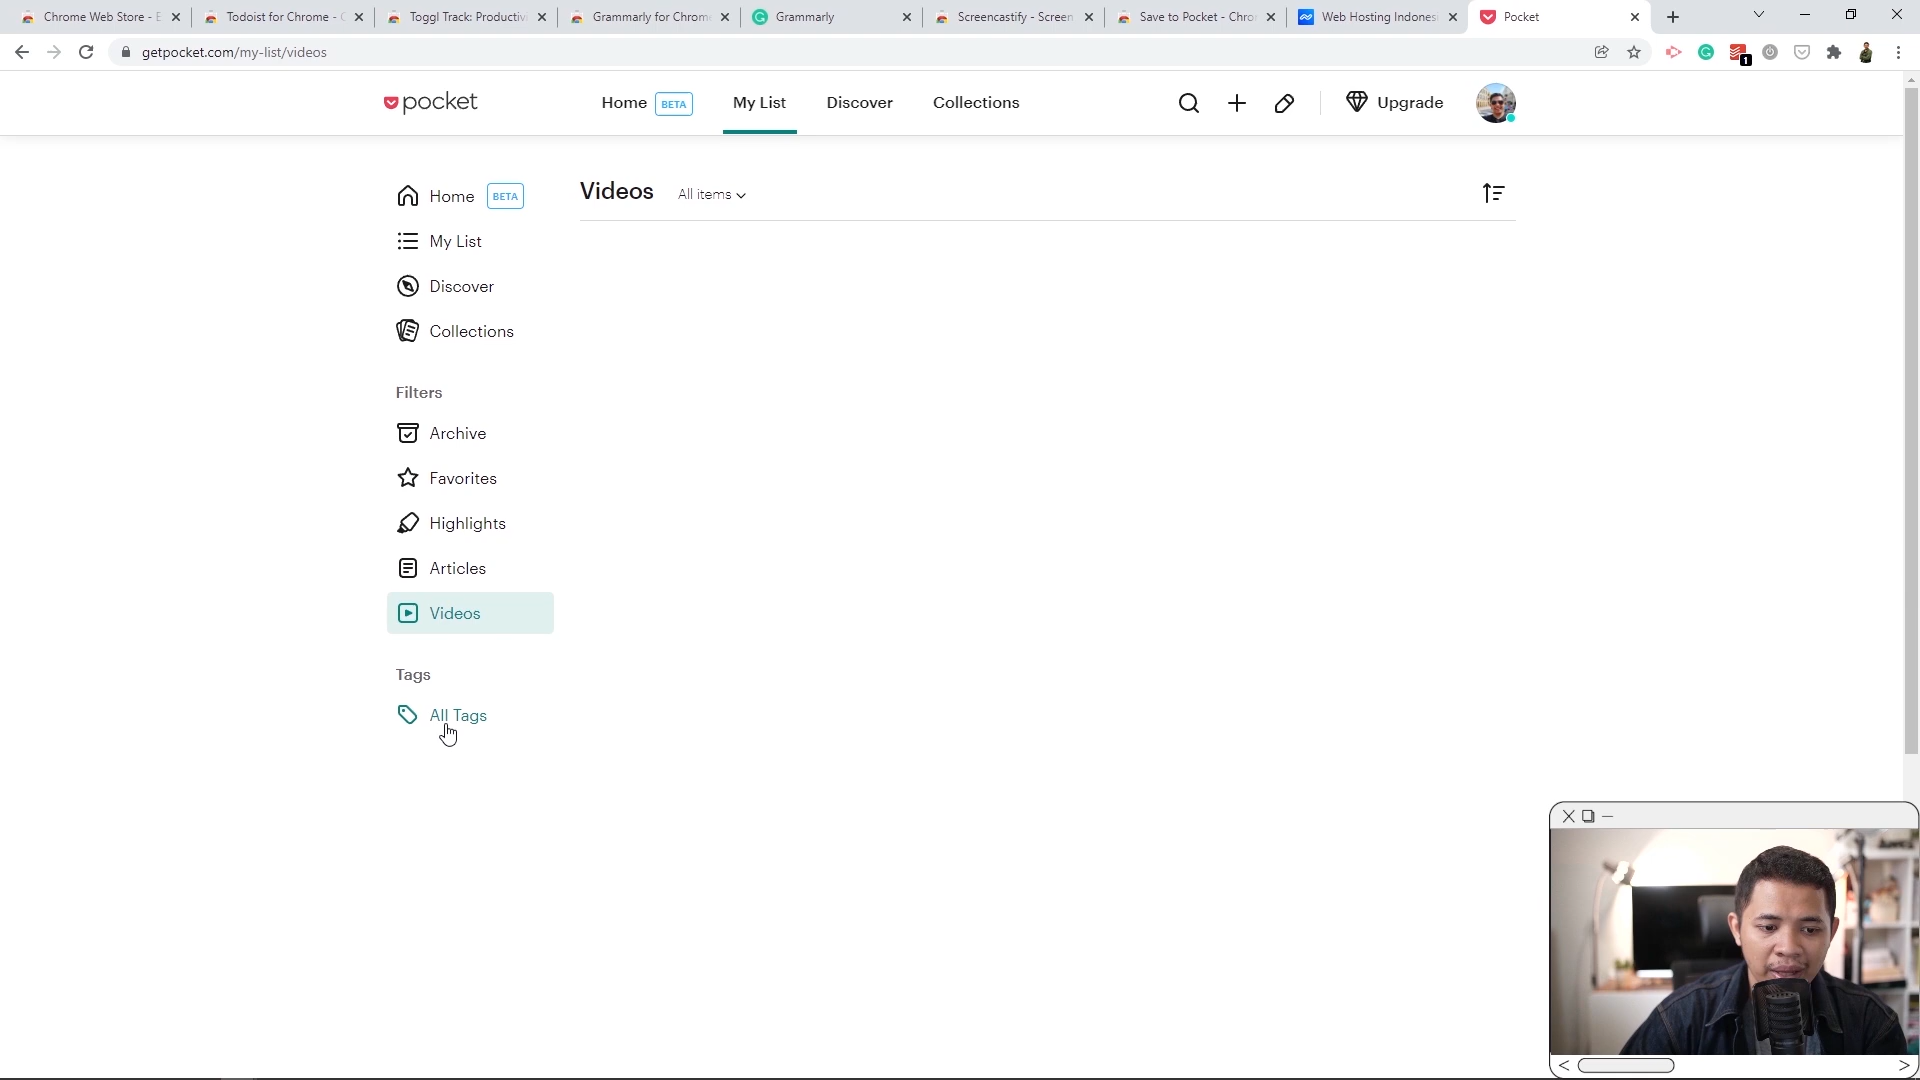 Chrome Web Store - E
Todoist for Chrome - C
Toggl Track: Productivi
Grammarly for Chrom
Grammarly
Screencastify - Screen
Save to Pocket - Chro
Web Hosting Indones
Pocket
getpocket.com/my-list/videos
1
pocket
Home BETA
My List
Discover
Collections
Upgrade
Home BETA
My List
Discover
Collections
Filters
Archive
Favorites
Highlights
Articles
Videos
Tags
All Tags
Videos
All items